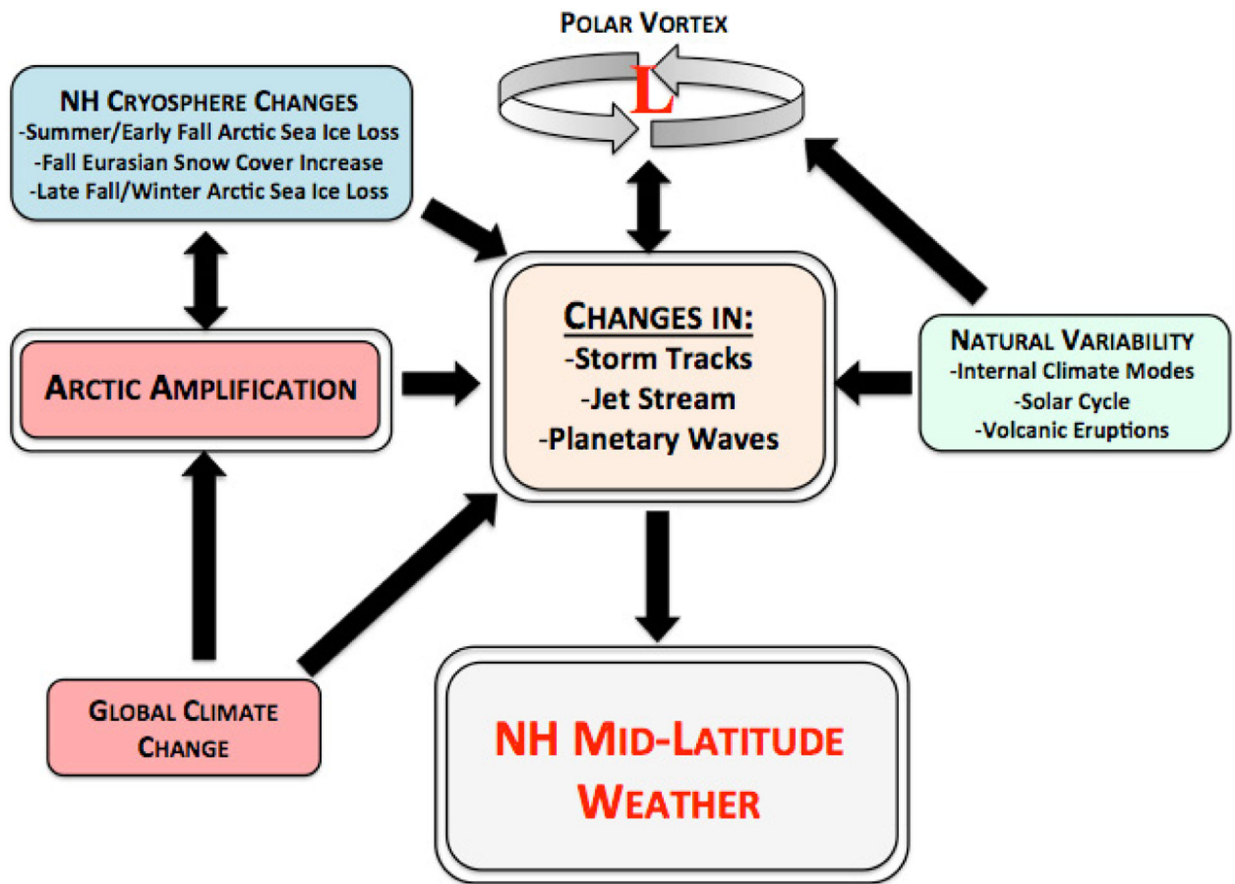 POLAR VORTEX
L
NH CRYOSPHERE CHANGES
-Summer/Early Fall Arctic Sea Ice Loss
-Fall Eurasian Snow Cover Increase
-Late Fall/Winter Arctic Sea Ice Loss
CHANGES IN:
-Storm Tracks
-Jet Stream
-Planetary Waves
ARCTIC AMPLIFICATION
NATURAL VARIABILITY
-Internal Climate Modes
-Solar Cycle
-Volcanic Eruptions
GLOBAL CLIMATE
CHANGE
NH MID-LATITUDE
WEATHER